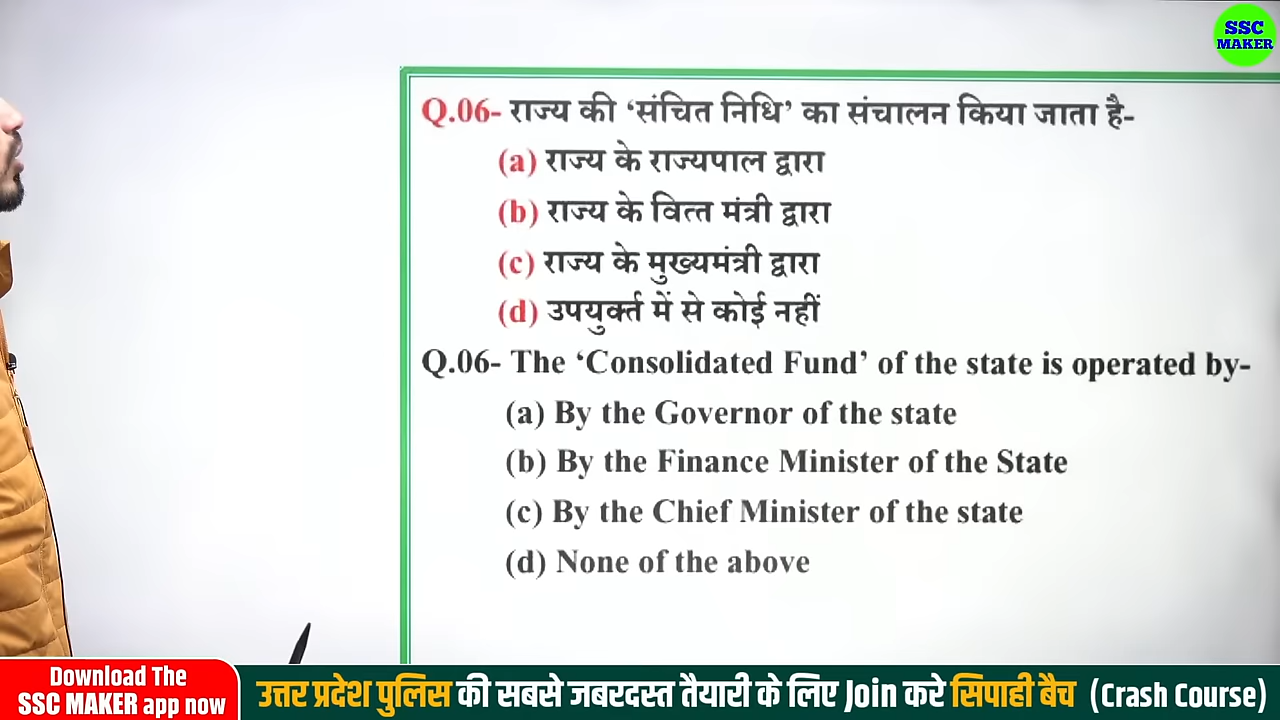 SSC
MAKER
Q.06- राज्य की ‘संचित निधि’ का संचालन किया जाता है-
(a) राज्य के राज्यपाल द्वारा
(b) राज्य के वित्त मंत्री द्वारा
(c) राज्य के मुख्यमंत्री द्वारा
(d) उपयुर्क्त में से कोई नहीं
Q.06- The ‘Consolidated Fund’ of the state is operated by-
(a) By the Governor of the state
(b) By the Finance Minister of the State
(c) By the Chief Minister of the state
(d) None of the above
Download The
SSC MAKER app now
उत्तर प्रदेश पुलिस की सबसे जबरदस्त तैयारी के लिए Join करे सिपाही बैच (Crash Course)